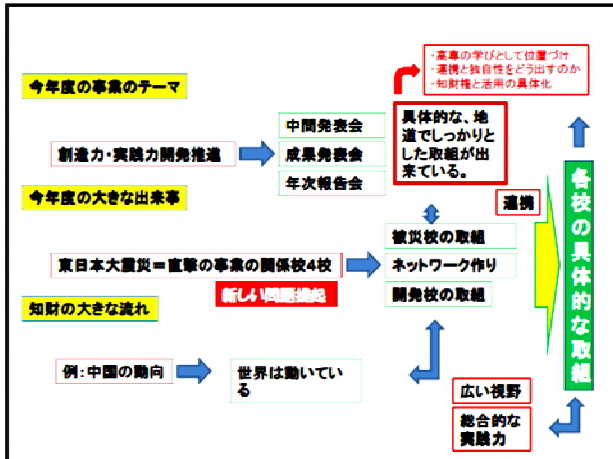 ・高専の学びとして位置づけ
・連携と独自性をどう出すのか
・知財権と活用の具体化
今年度の事業のテーマ
中間発表会
具体的な、地
道でしっかりと
した取組が出
来ている。
創造力・実践力開発推進
成果発表会
年次報告会
今年度の大きな出来事
連携
各校の具体的な取組
被災校の取組
東日本大震災＝直撃の事業の関係校4校
ネットワーク作り
新しい問題提起
開発校の取組
知財の大きな流れ
例：中国の動向
世界は動いてい
る
広い視野
総合的な
実践力